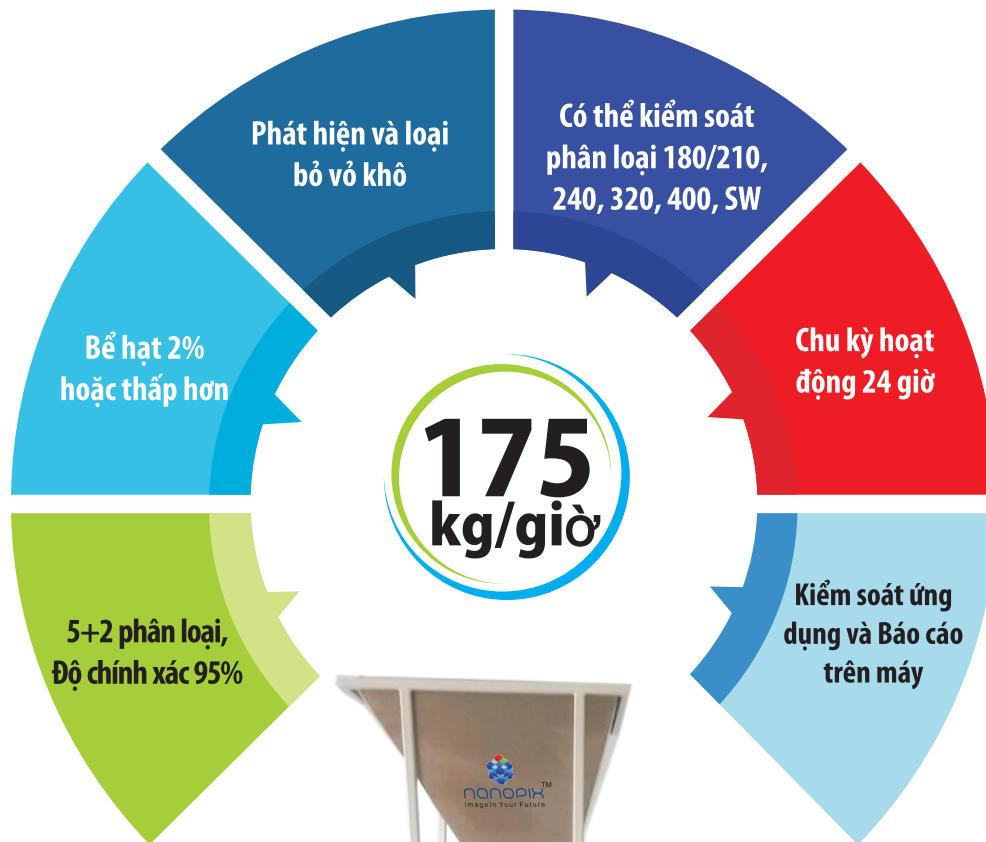 Phát hiện và loại
bỏ vỏ khô
Có thể kiểm soát
phân loại 180/210,
240, 320, 400, SW
Bể hạt 2%
hoặc thấp hơn
Chu kỳ hoạt
động 24 giờ
175
kg/giờ
5+2 phân loại,
Độ chính xác 95%
Kiểm soát ứng
dụng và Báo cáo
trên máy
nanopix TM
imageIn Your Future